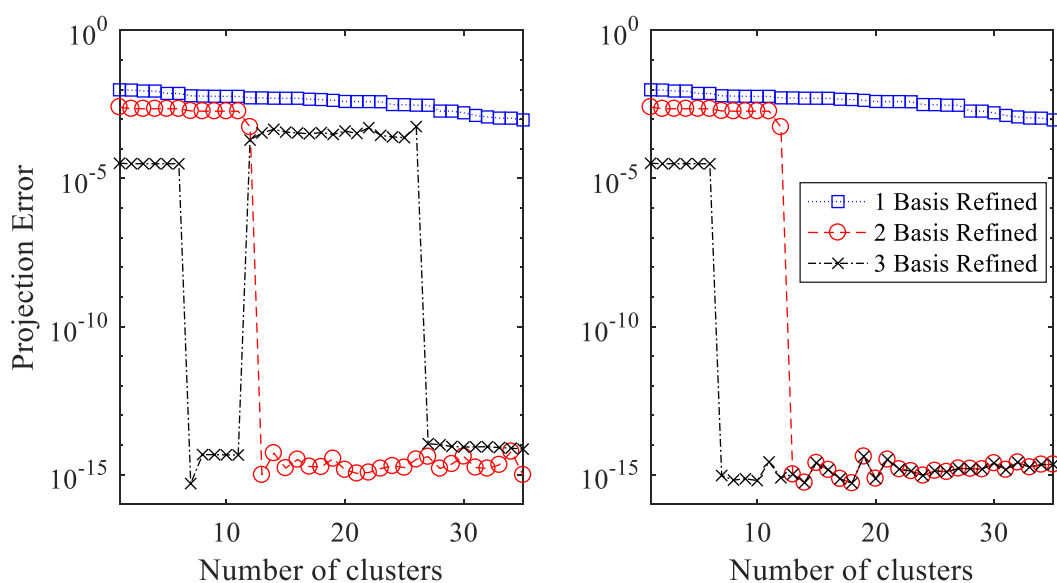 10^0
10^-5
10^-10
10^-15
10
20
30
Projection Error
Number of clusters
10^0
10^-5
10^-10
10^-15
10
20
30
Number of clusters
1 Basis Refined
2 Basis Refined
3 Basis Refined